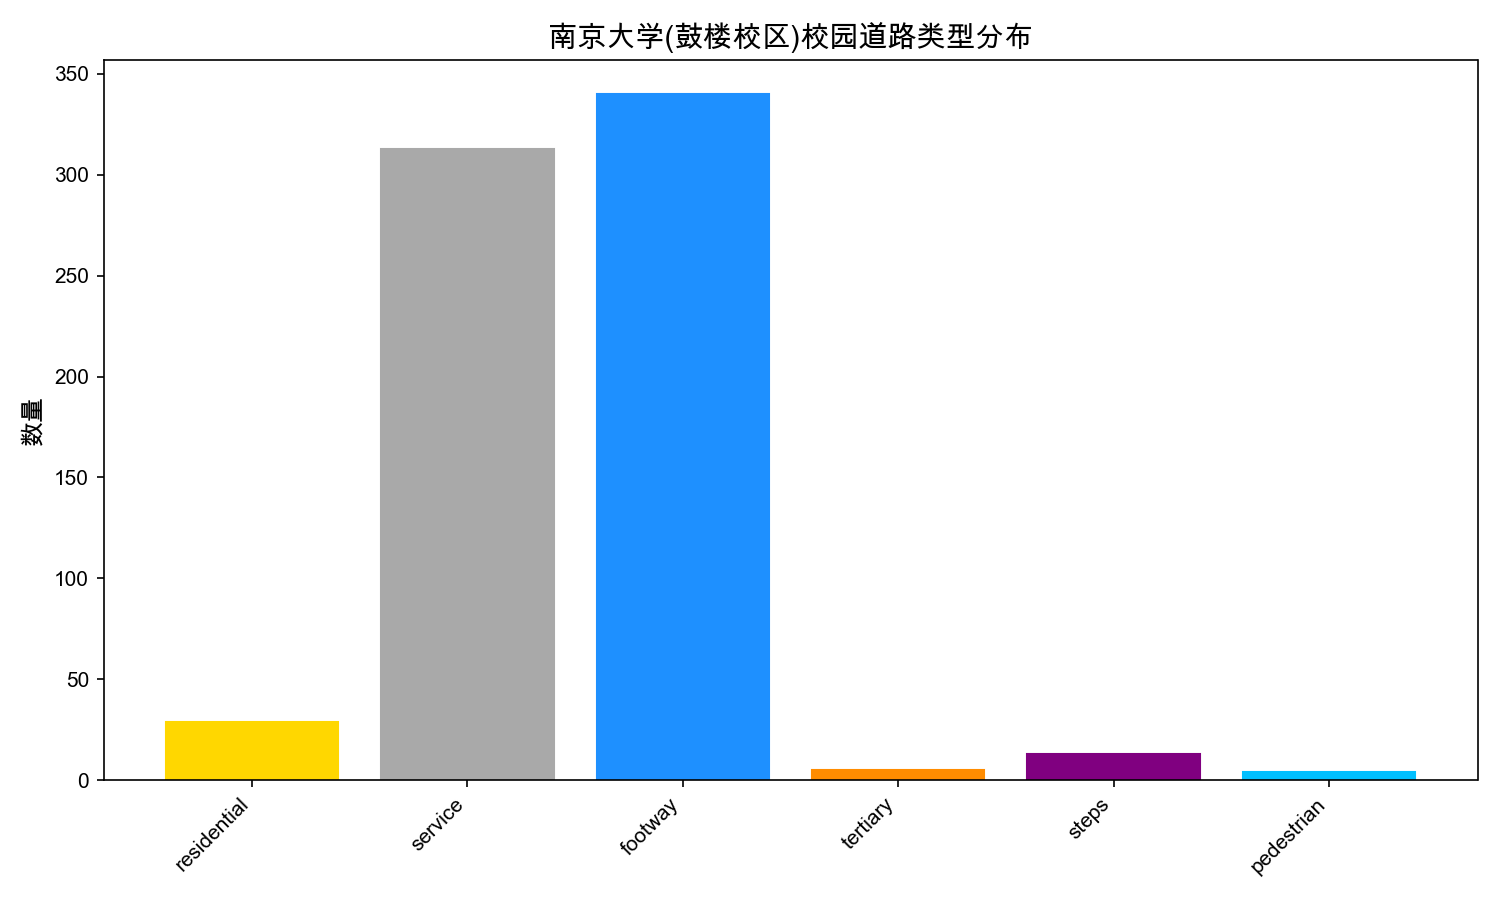 南京大学(鼓楼校区)校园道路类型分布
数量
350
300
250
200
150
100
50
0
residential
service
footway
tertiary
steps
pedestrian